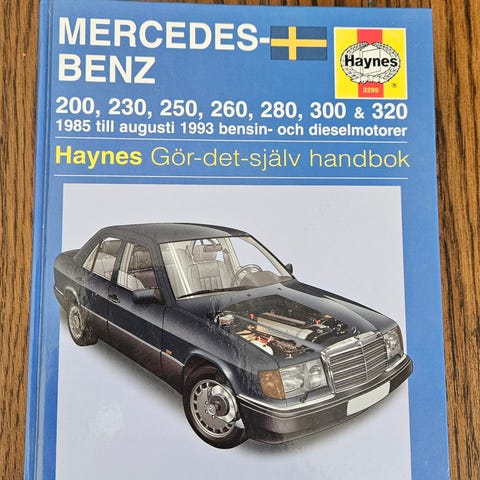 MERCEDES-
BENZ
Haynes
3299
®
200, 230, 250, 260, 280, 300 & 320
1985 till augusti 1993 bensin- och dieselmotorer
Haynes Gör-det-själv handbok